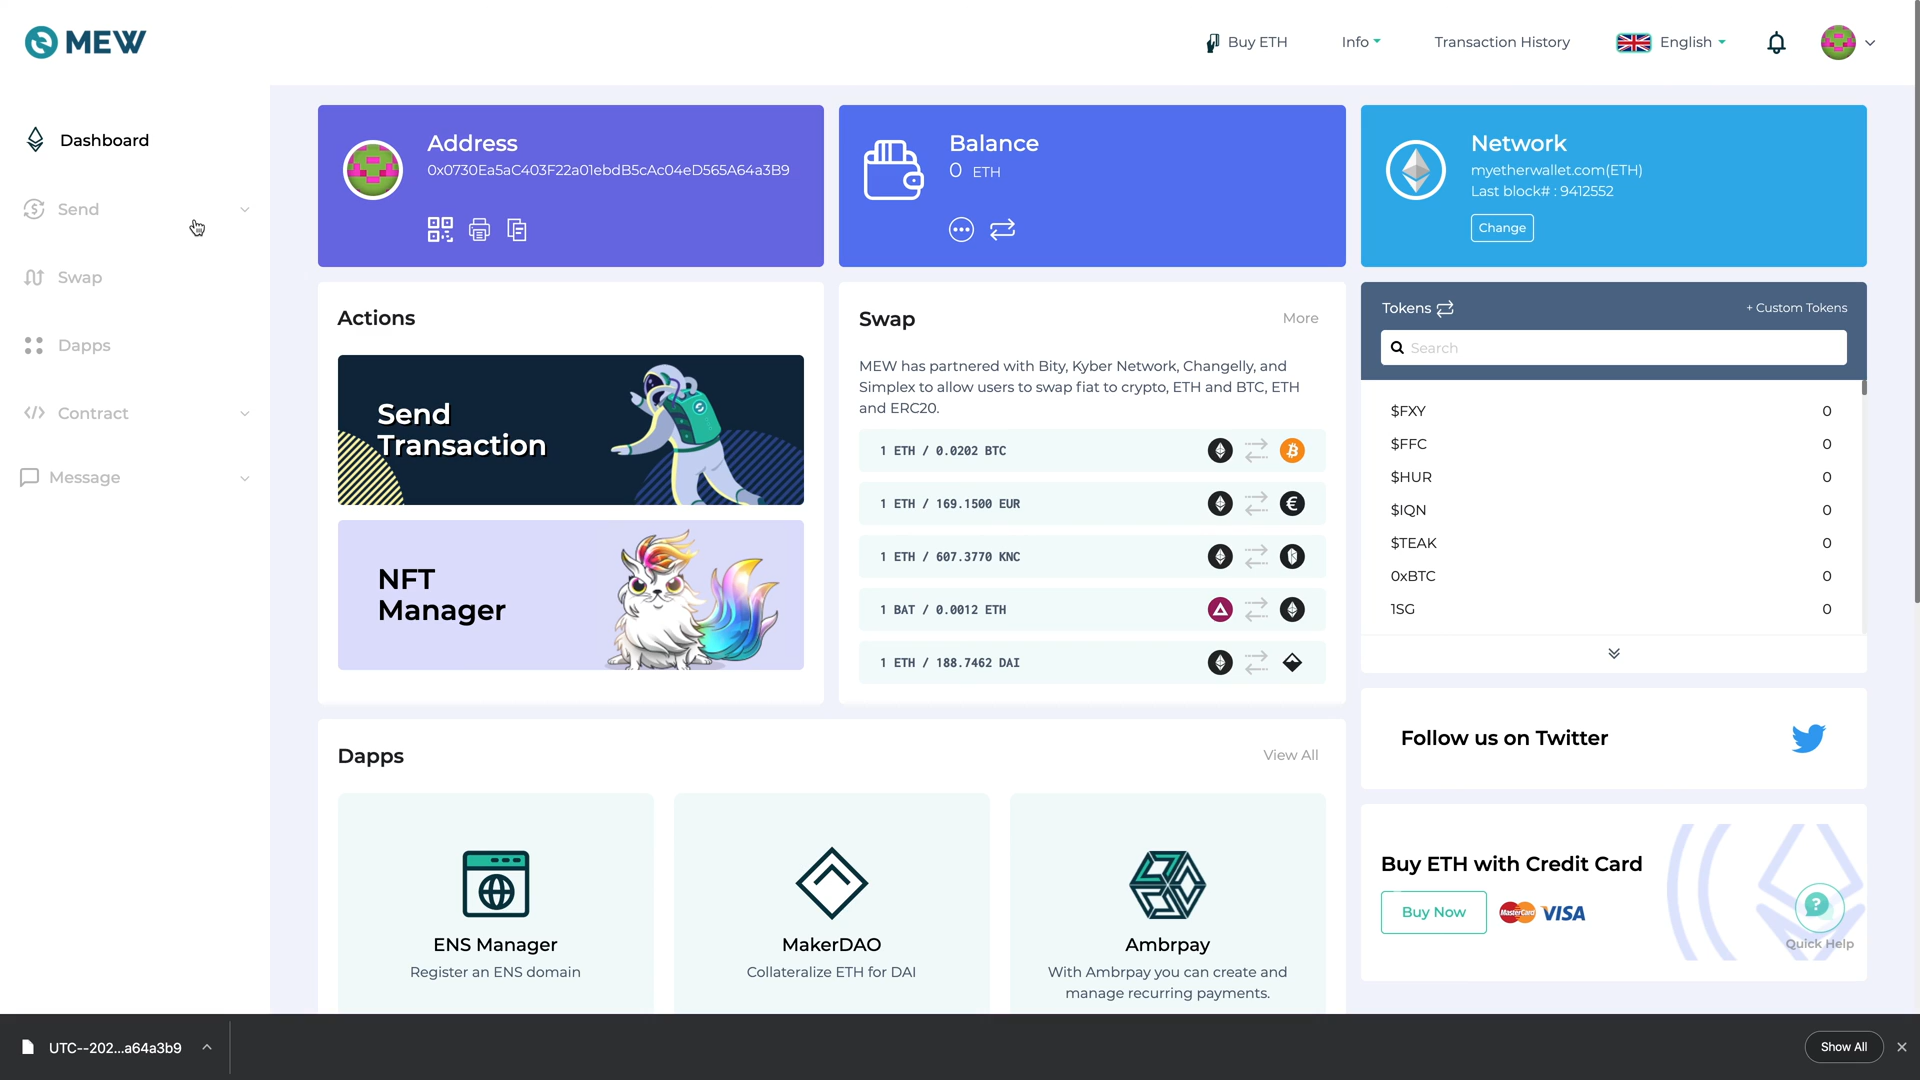 MEW
Buy ETH
Info
Transaction History
English
Dashboard
Send
Swap
Dapps
Contract
Message
Address
0x0730Ea5aC403F22a01ebdB5cAc04eD565A64a3B9
Balance
0 ETH
Network
myetherwallet.com(ETH)
Last block# : 9412552
Change
Actions
Send
Transaction
NFT
Manager
Swap
More
MEW has partnered with Bity, Kyber Network, Changelly, and
Simplex to allow users to swap fiat to crypto, ETH and BTC, ETH
and ERC20.
1 ETH / 0.0202 BTC
1 ETH / 169.1500 EUR
1 ETH / 607.3770 KNC
1 BAT / 0.0012 ETH
1 ETH / 188.7462 DAI
Tokens
+ Custom Tokens
Search
$FXY 0
$FFC 0
$HUR 0
$IQN 0
$TEAK 0
0xBTC 0
1SG 0
Dapps
View All
ENS Manager
Register an ENS domain
MakerDAO
Collateralize ETH for DAI
Ambrpay
With Ambrpay you can create and
manage recurring payments.
Follow us on Twitter
Buy ETH with Credit Card
Buy Now
MasterCard
VISA
Quick Help
UTC--202...a64a3b9
Show All